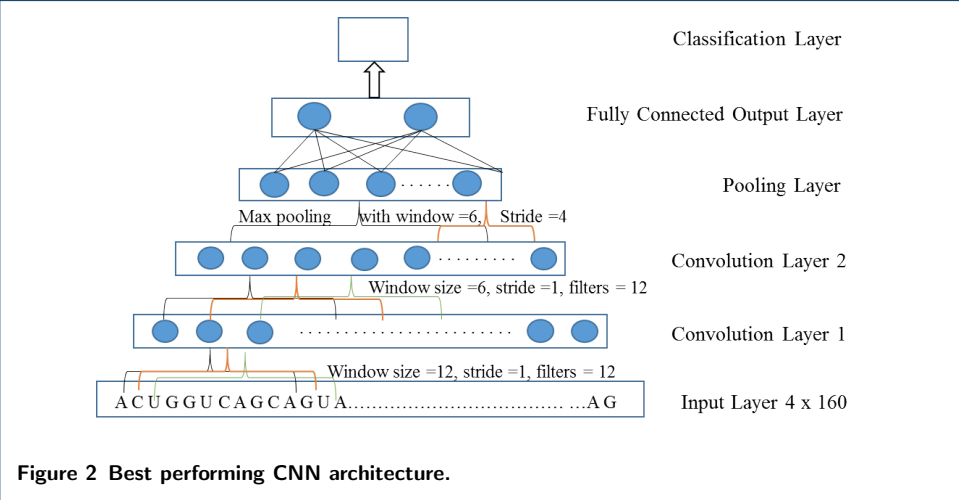 Classification Layer
Fully Connected Output Layer
Pooling Layer
Max pooling with window =6, Stride =4
Convolution Layer 2
Window size =6, stride =1, filters = 12
Convolution Layer 1
Window size =12, stride =1, filters = 12
A C U G G U C A G C A G U A....................................... ...A G Input Layer 4 x 160
Figure 2 Best performing CNN architecture.